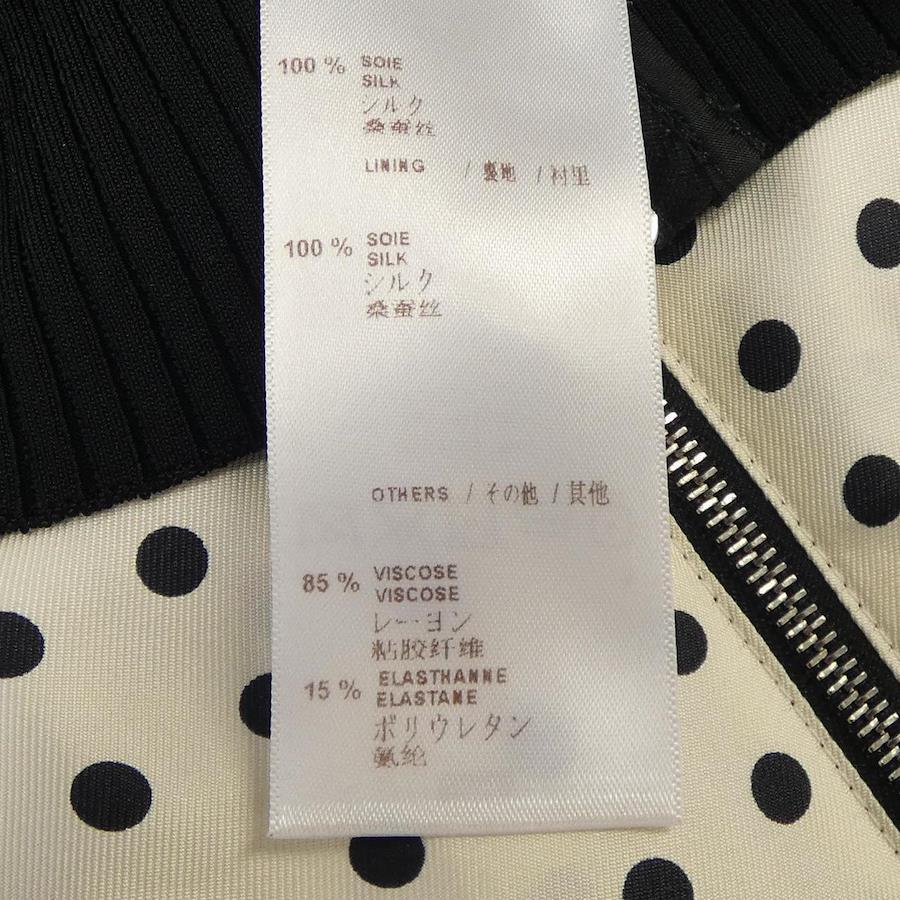 100 % SOIE
SILK
シルク
桑蚕丝
LINING / 裏地 / 衬里
100 % SOIE
SILK
シルク
桑蚕丝
OTHERS / その他 / 其他
85 % VISCOSE
VISCOSE
レーヨン
粘胶纤维
15 % ELASTHANNE
ELASTANE
ポリウレタン
氨纶